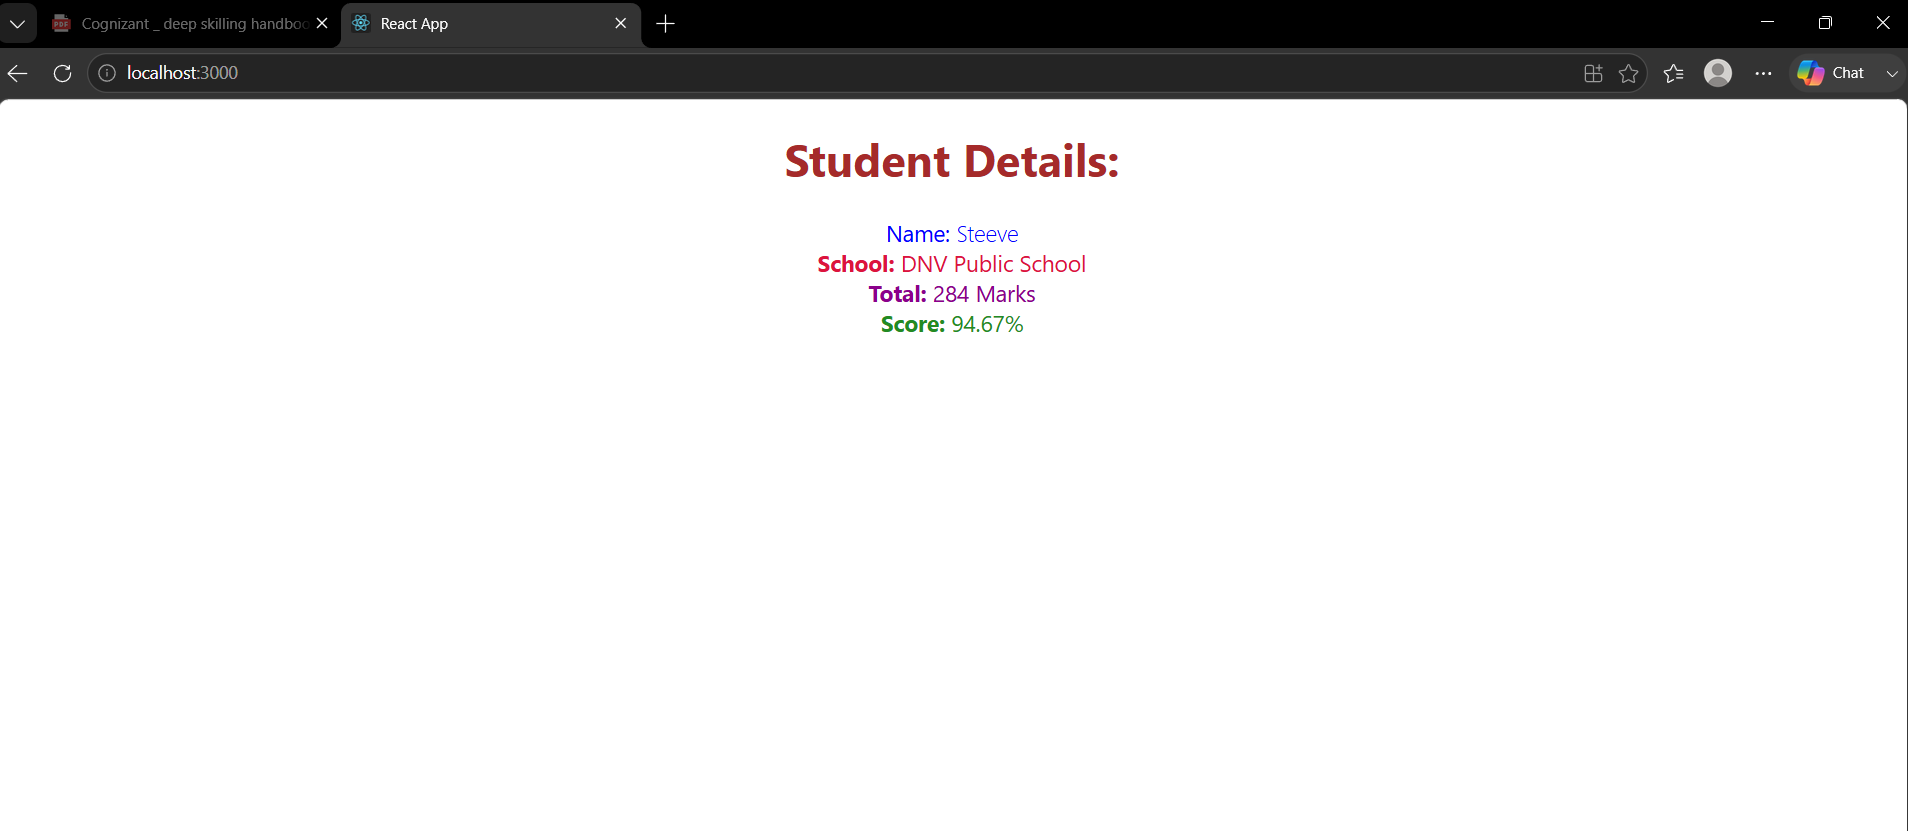 Cognizant _ deep skilling handboo
React App
localhost:3000
Chat
Student Details:
Name: Steeve
School: DNV Public School
Total: 284 Marks
Score: 94.67%